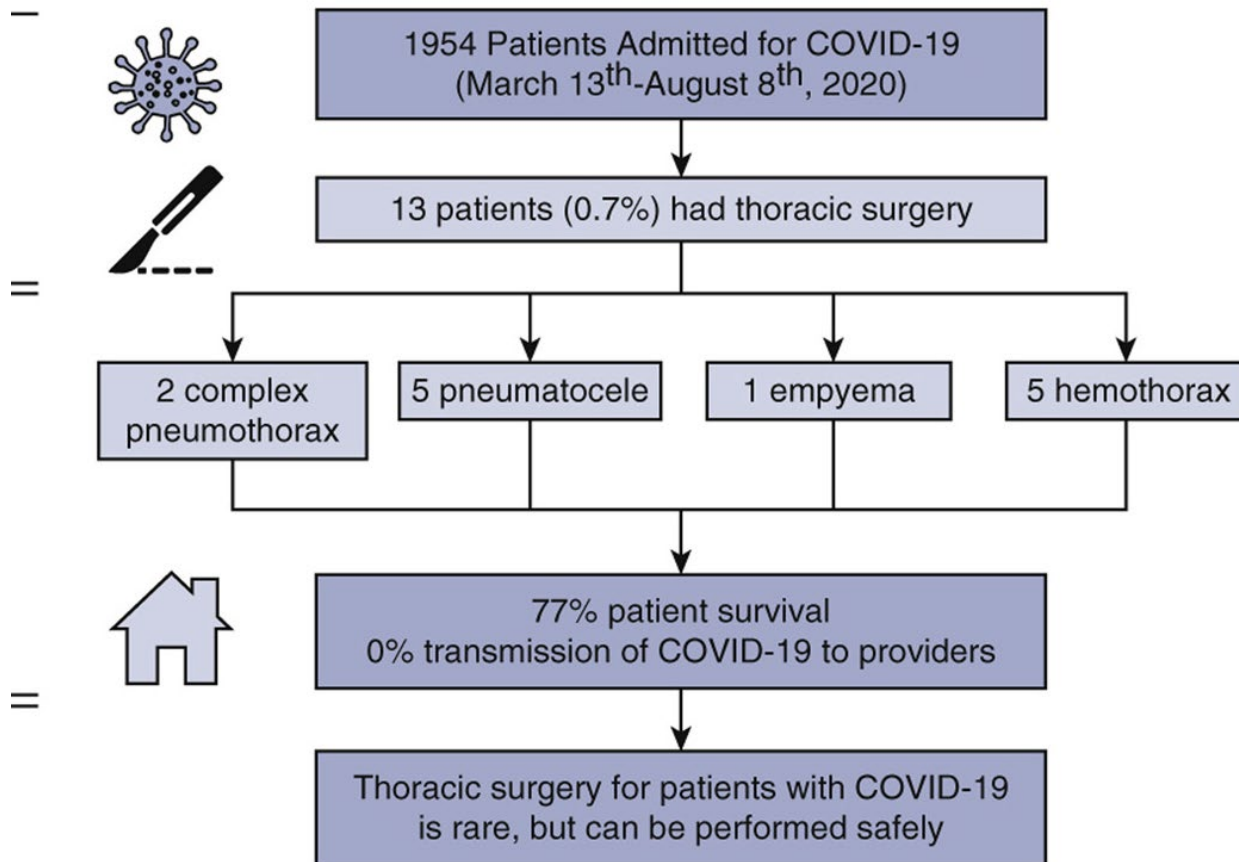 1954 Patients Admitted for COVID-19
(March 13th-August 8th, 2020)
13 patients (0.7%) had thoracic surgery
2 complex
pneumothorax
5 pneumatocele
1 empyema
5 hemothorax
77% patient survival
0% transmission of COVID-19 to providers
Thoracic surgery for patients with COVID-19
is rare, but can be performed safely